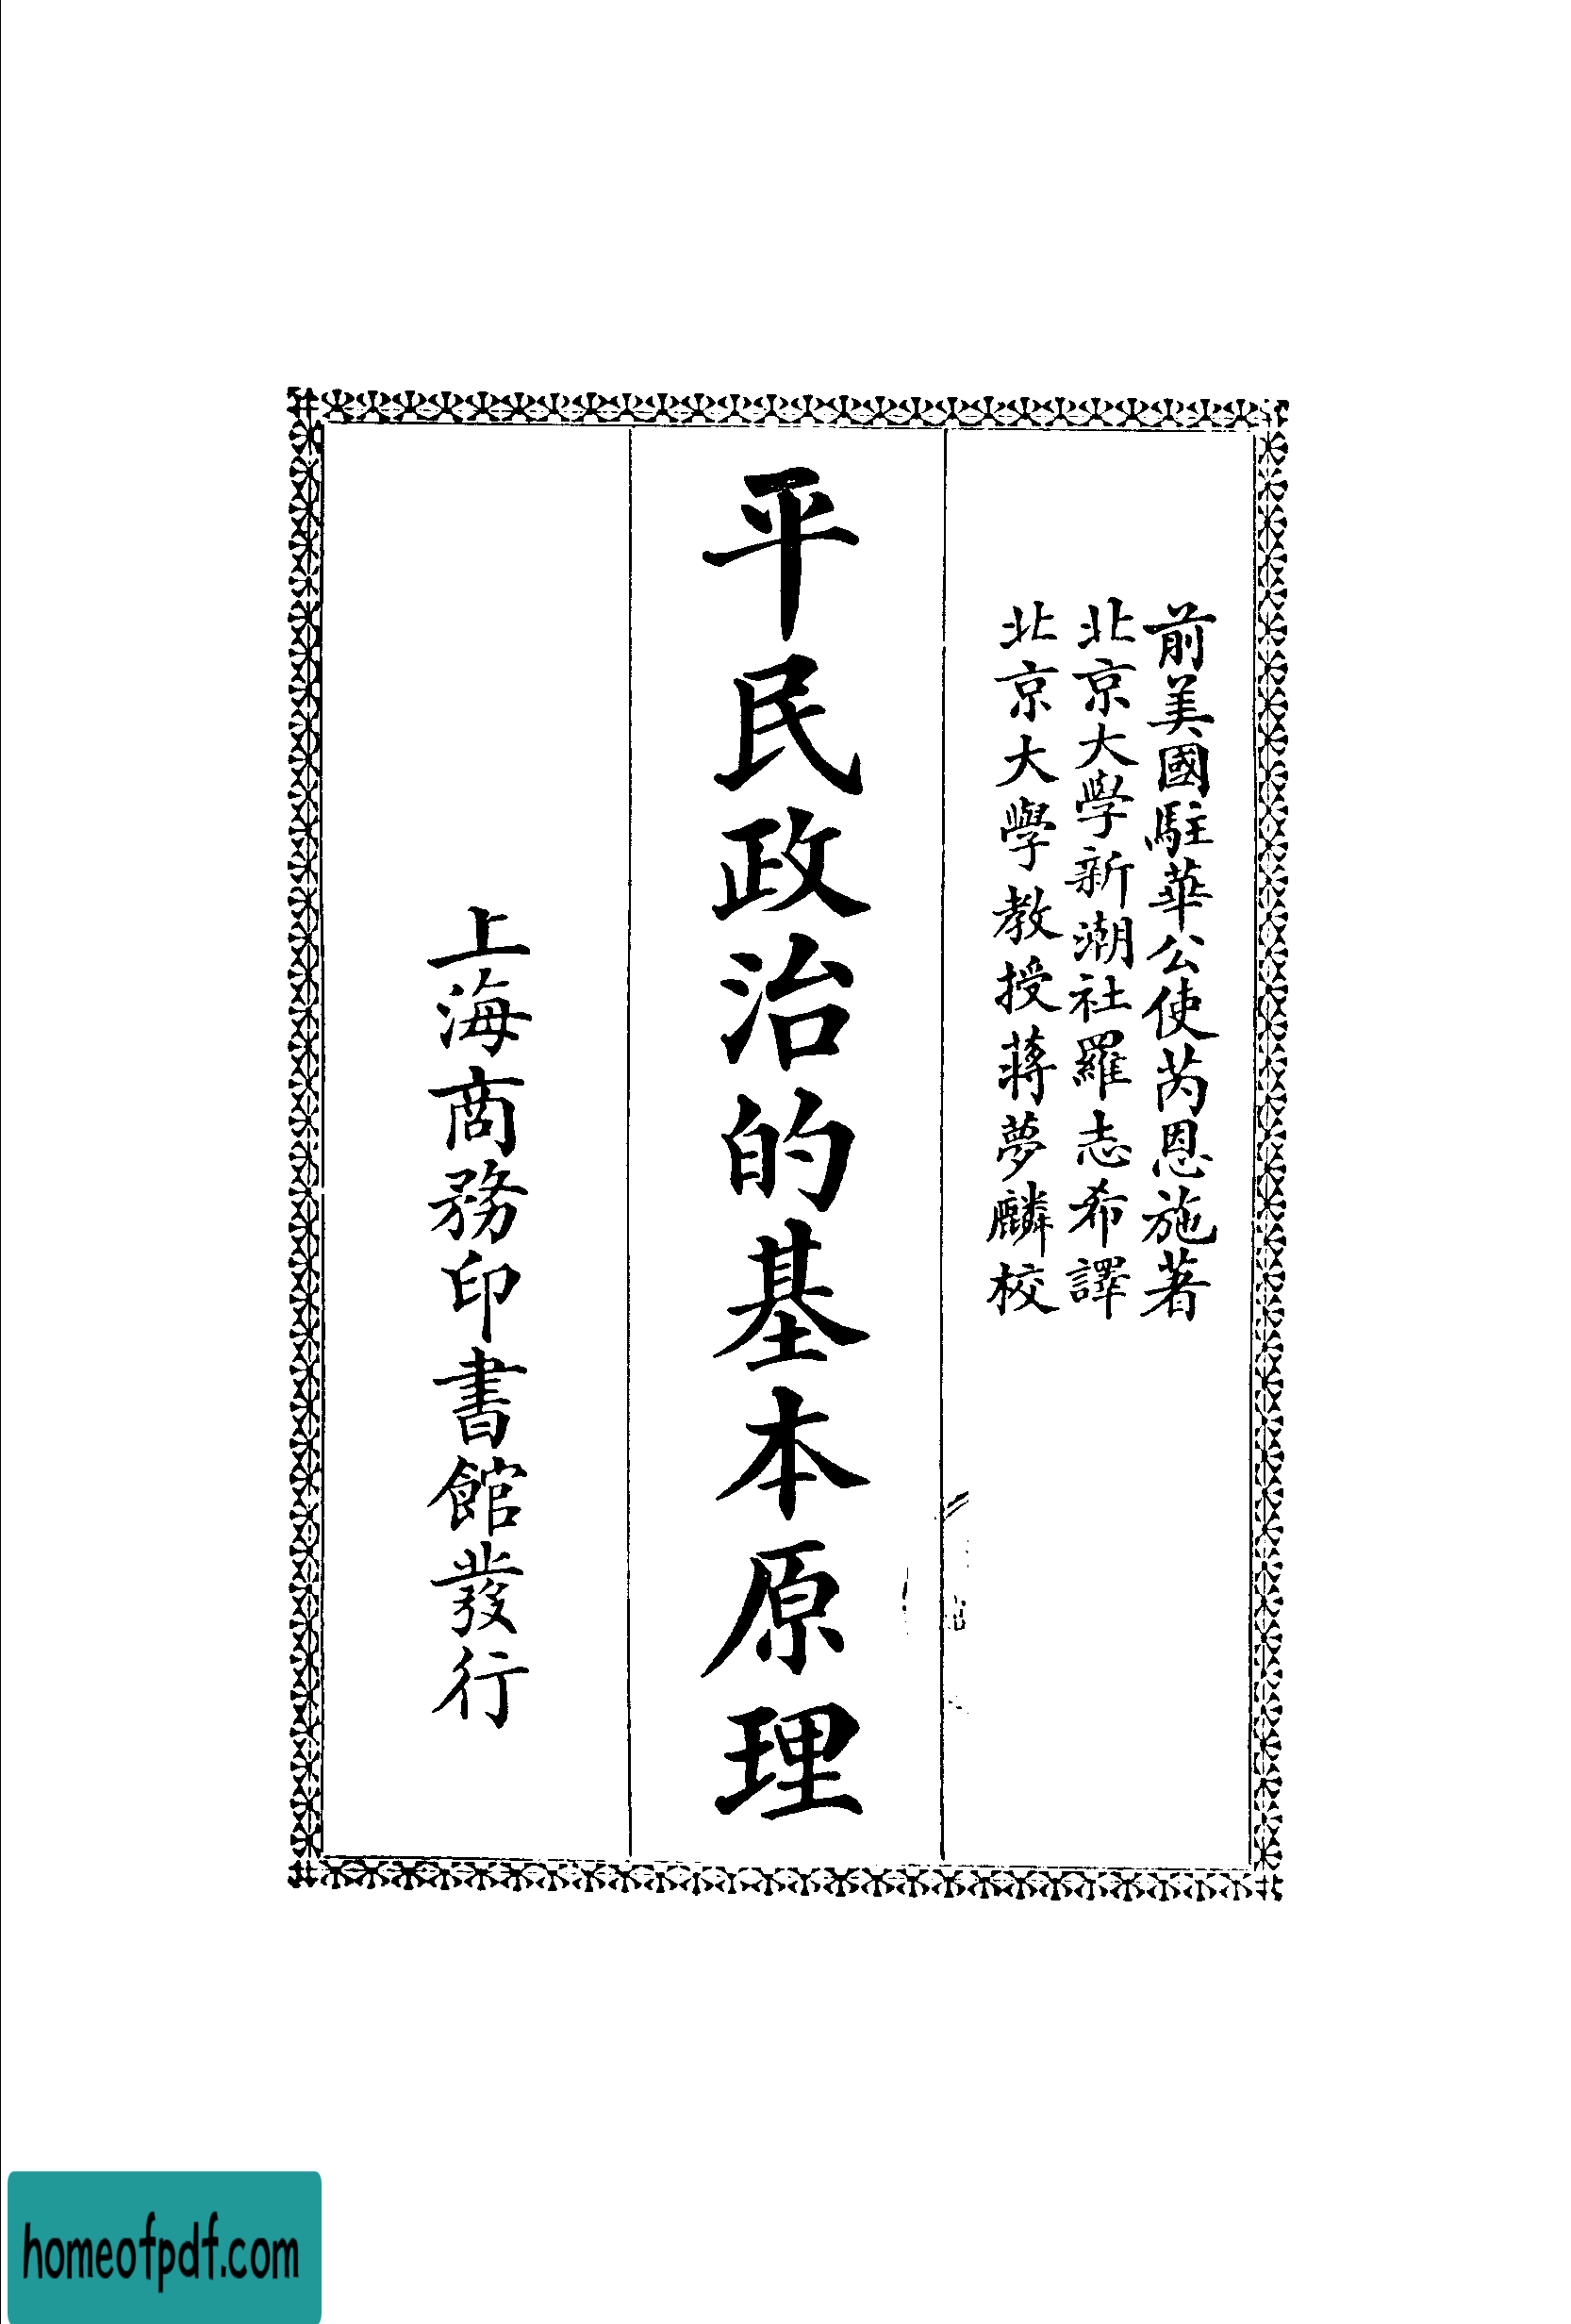 前美國駐華公使芮恩施著
北京大學新潮社羅志希譯
北京大學教授蔣夢麟校
平民政治的基本原理
上海商務印書館發行
homeofpdf.com